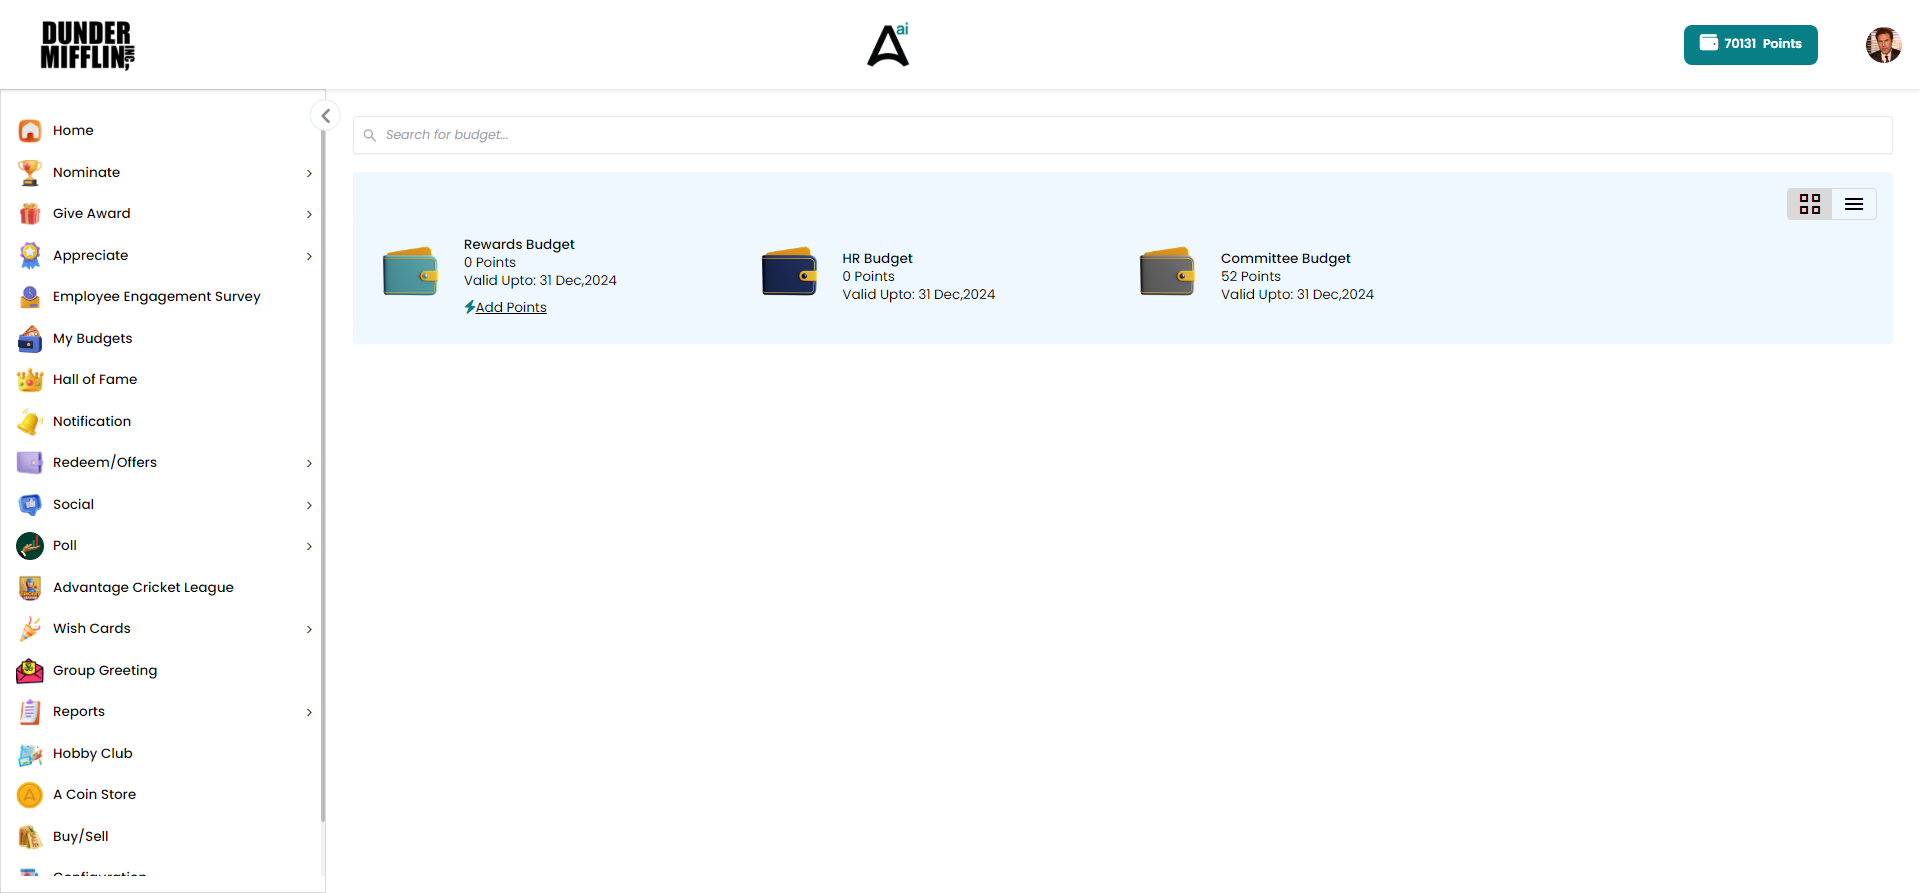 DUNDER
MIFFLIN INC,
ai
70131 Points
Home
Nominate
Give Award
Appreciate
Employee Engagement Survey
My Budgets
Hall of Fame
Notification
Redeem/Offers
Social
Poll
Advantage Cricket League
Wish Cards
Group Greeting
Reports
Hobby Club
A Coin Store
Buy/Sell
Configuration
Search for budget...
Rewards Budget
0 Points
Valid Upto: 31 Dec,2024
Add Points
HR Budget
0 Points
Valid Upto: 31 Dec,2024
Committee Budget
52 Points
Valid Upto: 31 Dec,2024